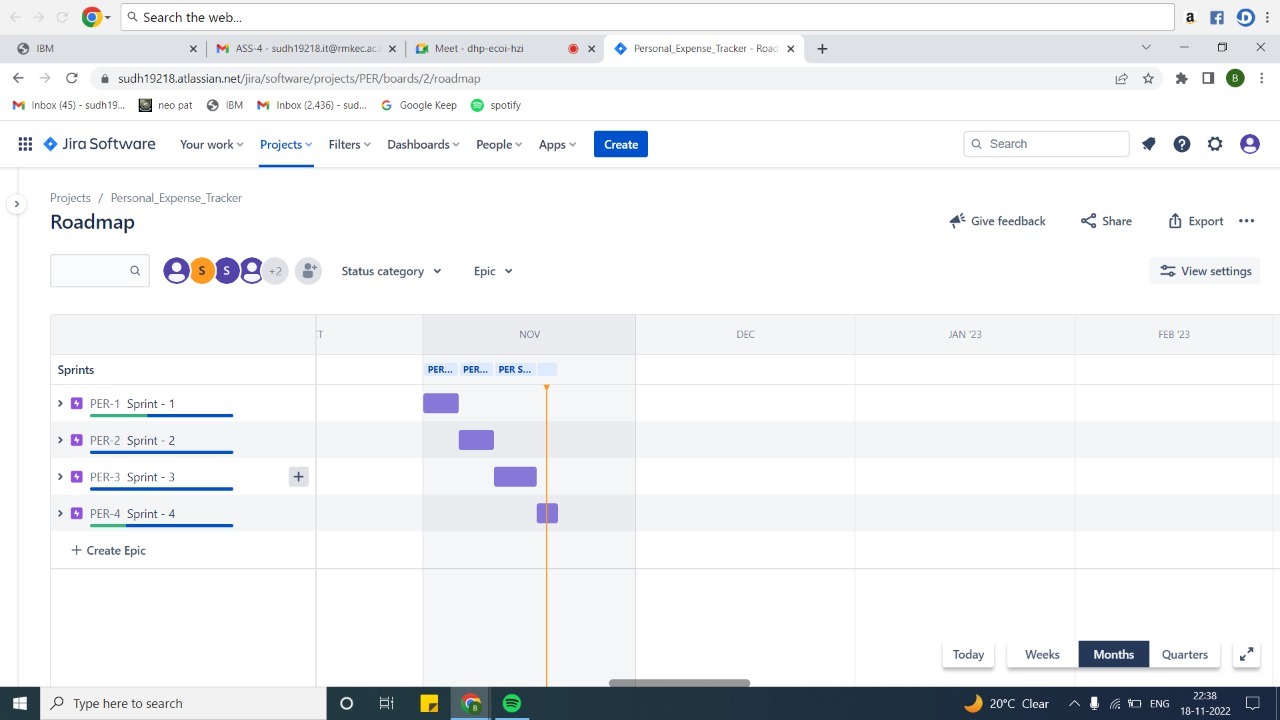 Search the web...
a
IBM
ASS-4 - sudh19218.it@rmkec.ac.
Meet - dhp-ecoi-hzi
Personal_Expense_Tracker - Road
sudh19218.atlassian.net/jira/software/projects/PER/boards/2/roadmap
B
Inbox (45) - sudh19...
neo pat
IBM
Inbox (2,436) - sud...
Google Keep
spotify
Jira Software
Your work
Projects
Filters
Dashboards
People
Apps
Create
Search
Projects / Personal_Expense_Tracker
Roadmap
Give feedback
Share
Export
S
S
+2
Status category
Epic
View settings
T
NOV
DEC
JAN '23
FEB '23
Sprints
PER...
PER...
PER S...
PER-1 Sprint - 1
PER-2 Sprint - 2
PER-3 Sprint - 3
PER-4 Sprint - 4
+ Create Epic
Today
Weeks
Months
Quarters
Type here to search
20°C Clear
ENG
22:38
18-11-2022